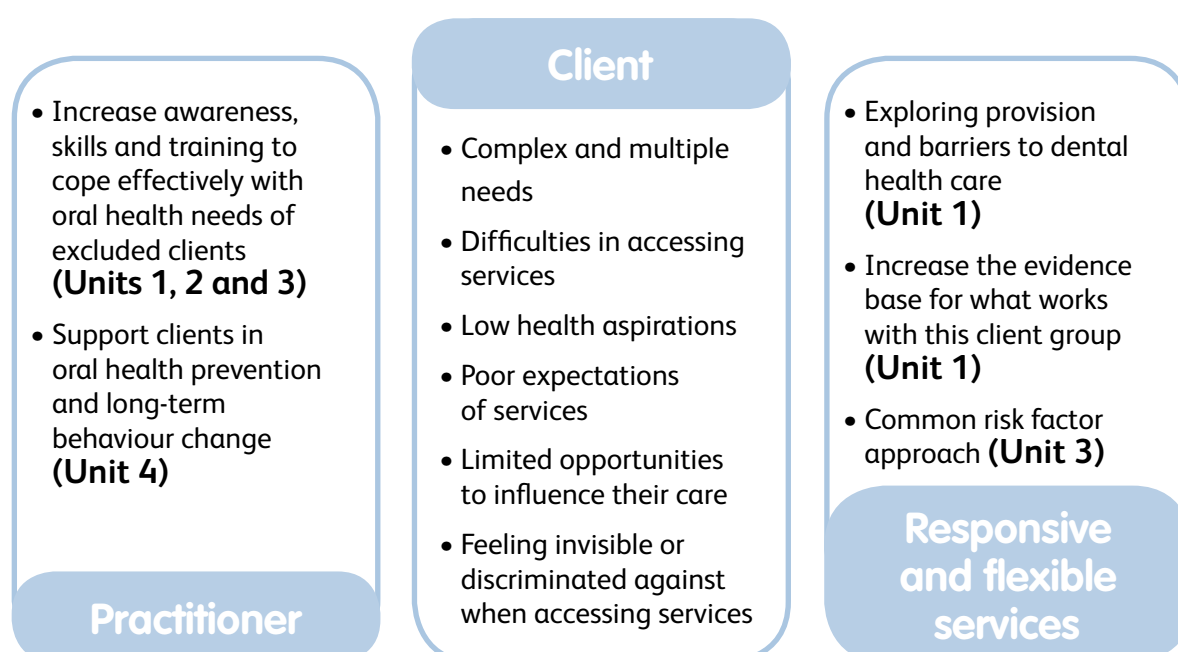 • Increase awareness,
skills and training to
cope effectively with
oral health needs of
excluded clients
(Units 1, 2 and 3)
• Support clients in
oral health prevention
and long-term
behaviour change
(Unit 4)
Practitioner
Client
• Complex and multiple
needs
• Difficulties in accessing
services
• Low health aspirations
• Poor expectations
of services
• Limited opportunities
to influence their care
• Feeling invisible or
discriminated against
when accessing services
• Exploring provision
and barriers to dental
health care
(Unit 1)
• Increase the evidence
base for what works
with this client group
(Unit 1)
• Common risk factor
approach (Unit 3)
Responsive
and flexible
services